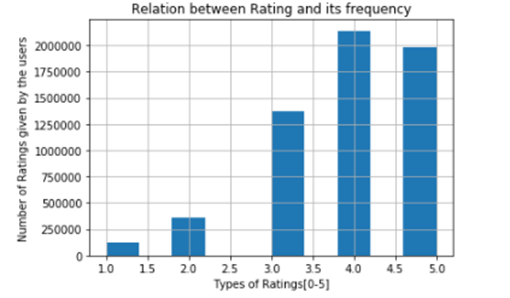 Relation between Rating and its frequency
Number of Ratings given by the users
2000000
1750000
1500000
1250000
1000000
750000
500000
250000
0
1.0 1.5 2.0 2.5 3.0 3.5 4.0 4.5 5.0
Types of Ratings[0-5]